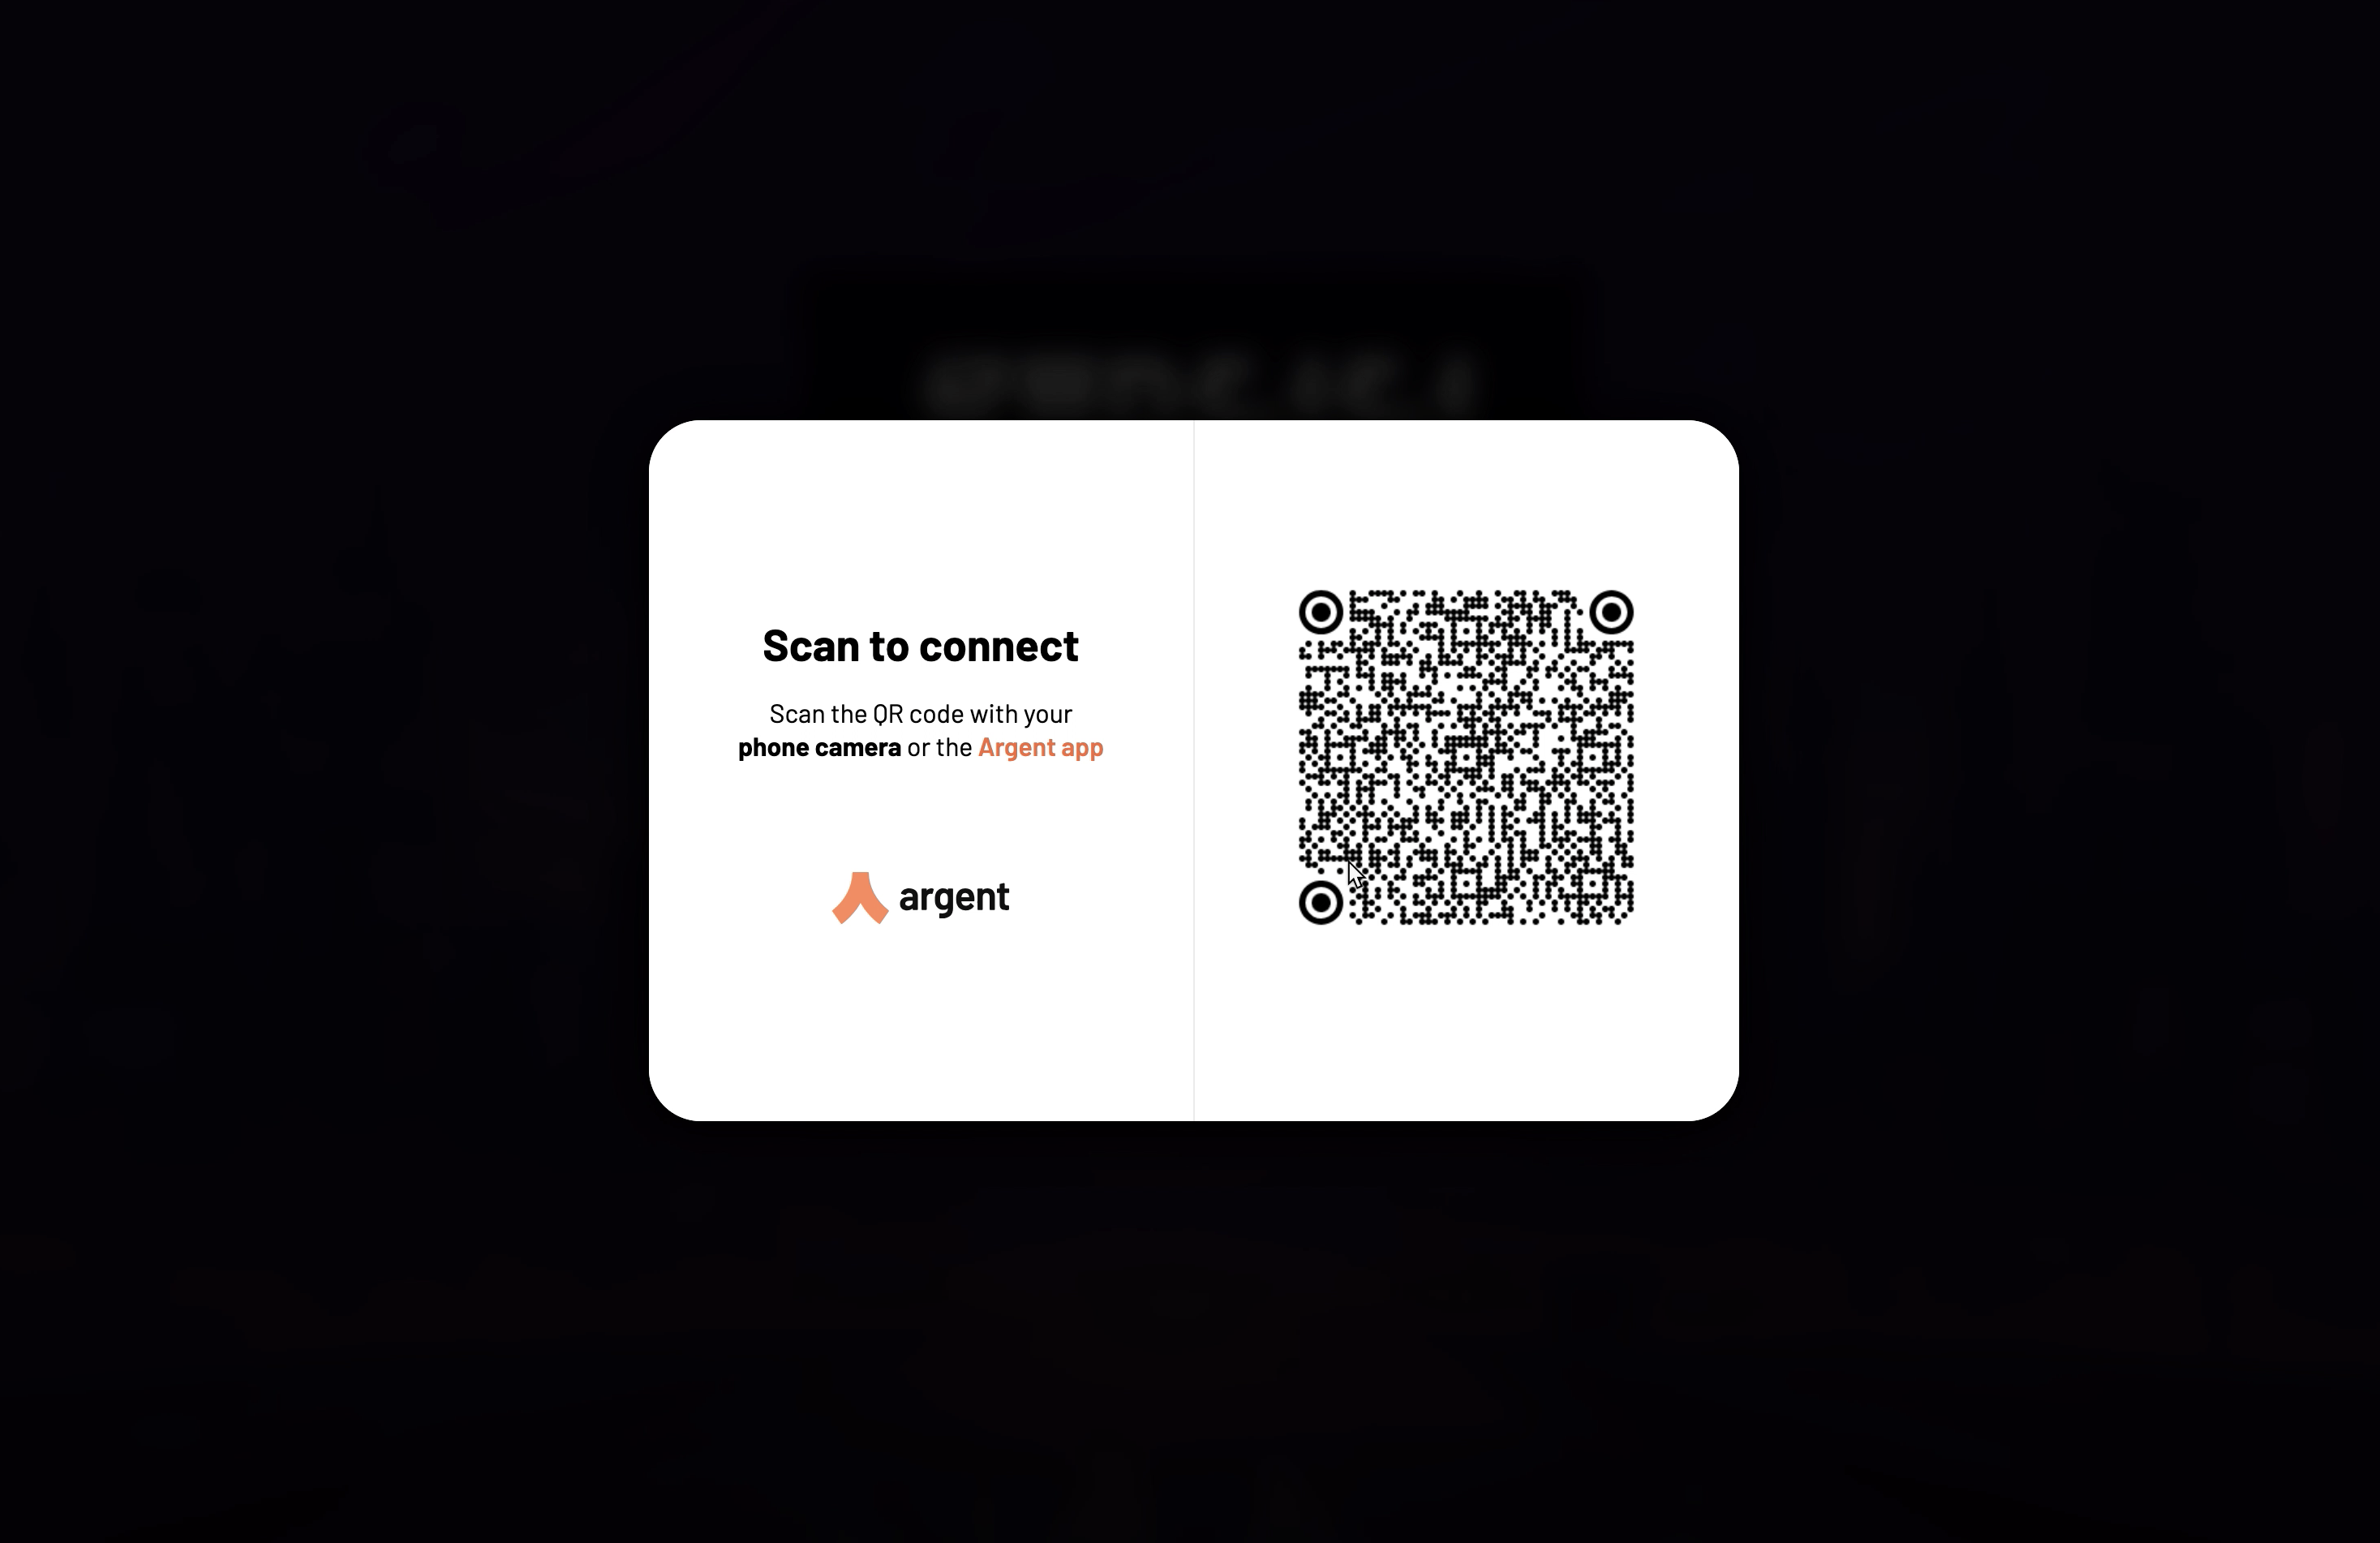 Scan to connect
Scan the QR code with your
phone camera or the Argent app
argent